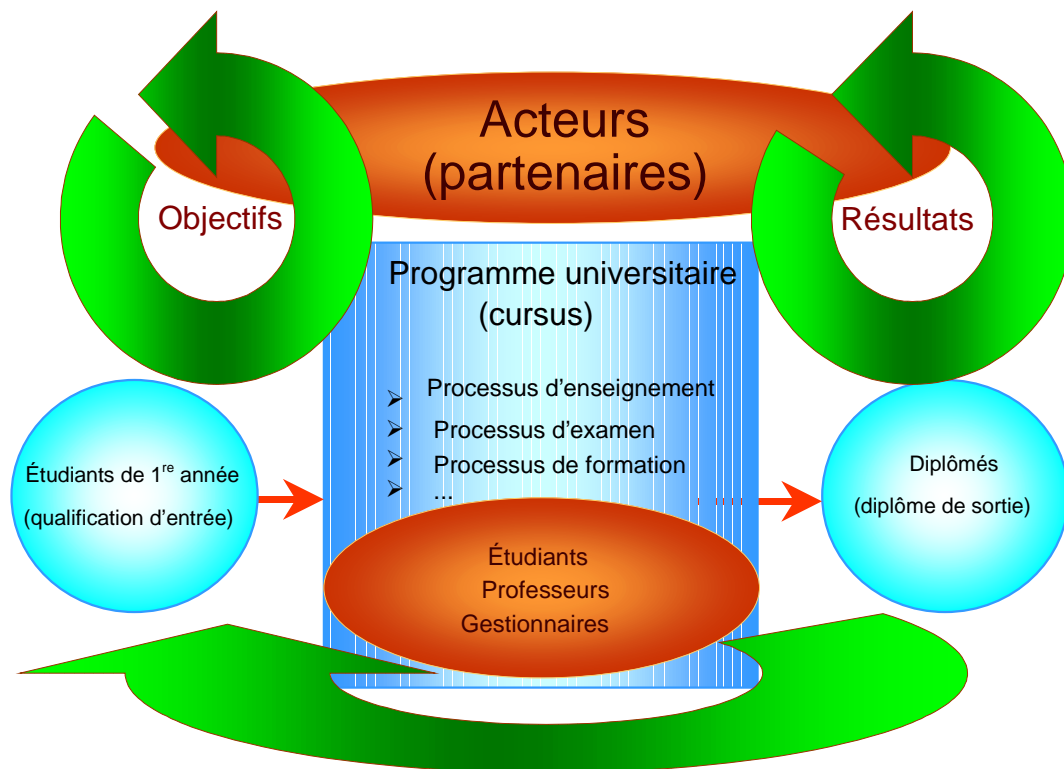 Acteurs
(partenaires)
Objectifs
Résultats
Programme universitaire
(cursus)
Processus d’enseignement
Processus d’examen
Processus de formation
...
Étudiants de 1re année
(qualification d’entrée)
Diplômés
(diplôme de sortie)
Étudiants
Professeurs
Gestionnaires